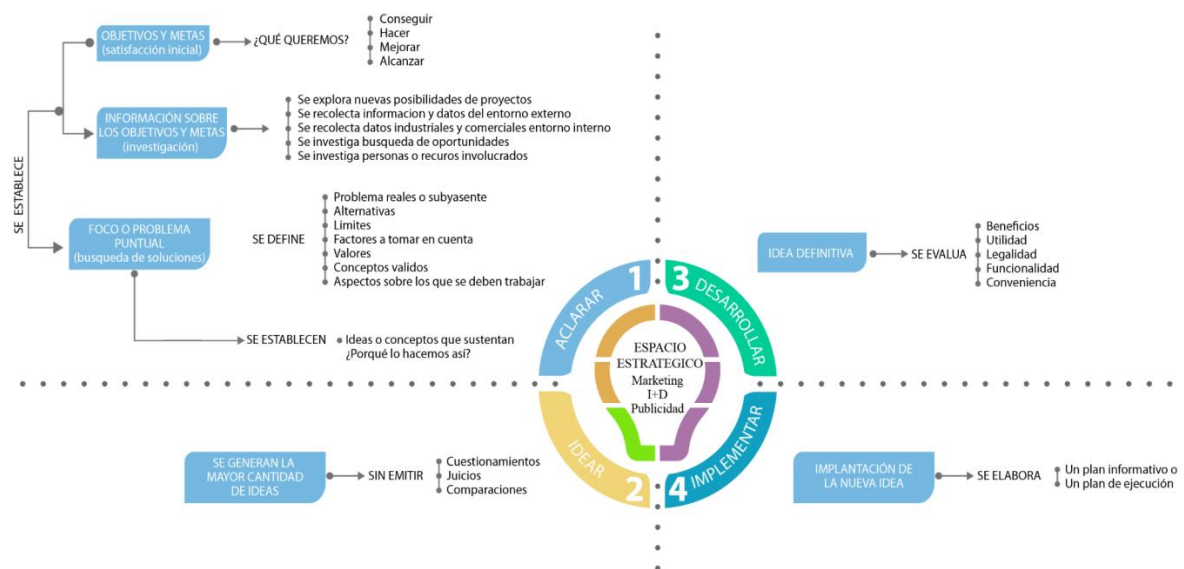 OBJETIVOS Y METAS
(satisfacción inicial)
¿QUÉ QUEREMOS?
Conseguir
Hacer
Mejorar
Alcanzar
SE ESTABLECE
INFORMACIÓN SOBRE
LOS OBJETIVOS Y METAS
(investigación)
Se explora nuevas posibilidades de proyectos
Se recolecta informacion y datos del entorno externo
Se recolecta datos industriales y comerciales entorno interno
Se investiga busqueda de oportunidades
Se investiga personas o recuros involucrados
FOCO O PROBLEMA
PUNTUAL
(busqueda de soluciones)
SE DEFINE
Problema reales o subyasente
Alternativas
Limites
Factores a tomar en cuenta
Valores
Conceptos validos
Aspectos sobre los que se deben trabajar
SE ESTABLECEN
Ideas o conceptos que sustentan
¿Porqué lo hacemos así?
1
ACLARAR
3
DESARROLLAR
ESPACIO
ESTRATEGICO
Marketing
I+D
Publicidad
IDEAR
2
4
IMPLEMENTAR
IDEA DEFINITIVA
SE EVALUA
Beneficios
Utilidad
Legalidad
Funcionalidad
Conveniencia
SE GENERAN LA
MAYOR CANTIDAD
DE IDEAS
SIN EMITIR
Cuestionamientos
Juicios
Comparaciones
IMPLANTACIÓN DE
LA NUEVA IDEA
SE ELABORA
Un plan informativo o
Un plan de ejecución